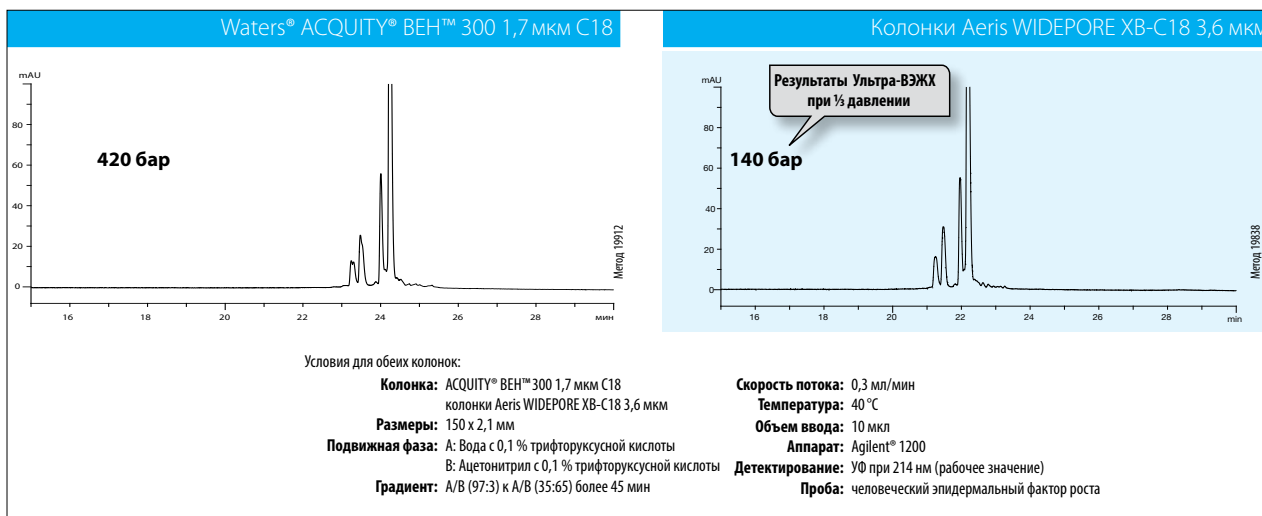 Waters® ACQUITY® BEH™ 300 1,7 мкм C18
mAU
80
60
40
20
0
420 бар
16
18
20
22
24
26
28
мин
Метод 19912
Колонки Aeris WIDEPORE XB-C18 3,6 мкм
mAU
80
60
40
20
0
Результаты Ультра-ВЭЖХ
при ⅓ давлении
140 бар
16
18
20
22
24
26
28
min
Метод 19838
Условия для обеих колонок:
Колонка: ACQUITY® BEH™ 300 1,7 мкм C18
колонки Aeris WIDEPORE XB-C18 3,6 мкм
Размеры: 150 x 2,1 мм
Подвижная фаза: А: Вода с 0,1 % трифторуксусной кислоты
В: Ацетонитрил с 0,1 % трифторуксусной кислоты
Градиент: А/В (97:3) к А/В (35:65) более 45 мин
Скорость потока: 0,3 мл/мин
Температура: 40 °C
Объем ввода: 10 мкл
Аппарат: Agilent® 1200
Детектирование: УФ при 214 нм (рабочее значение)
Проба: человеческий эпидермальный фактор роста